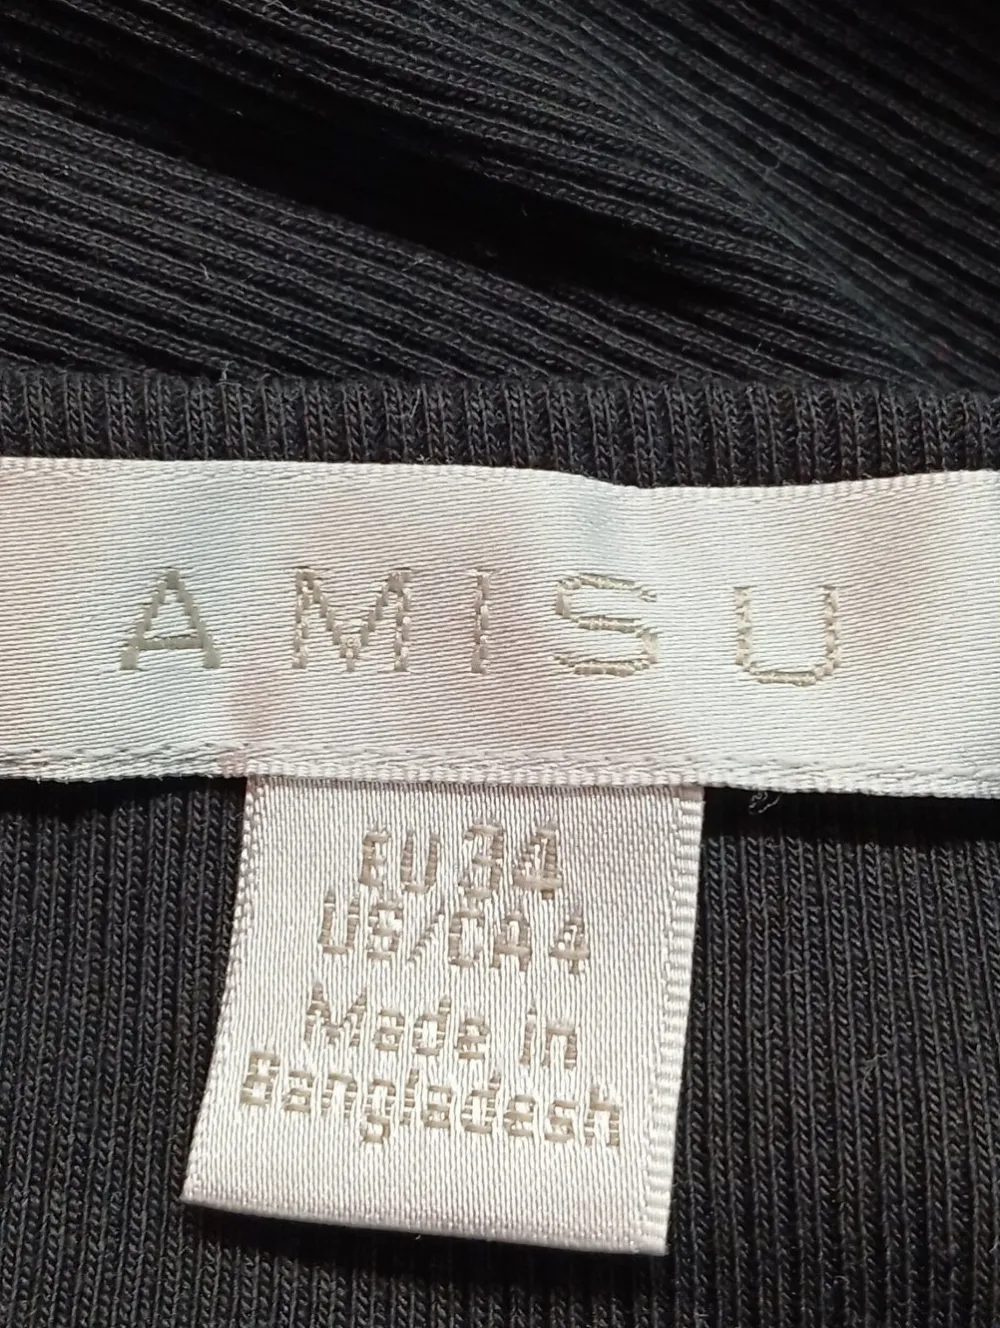 AMISU
EU 34
US/CA 4
Made in
Bangladesh